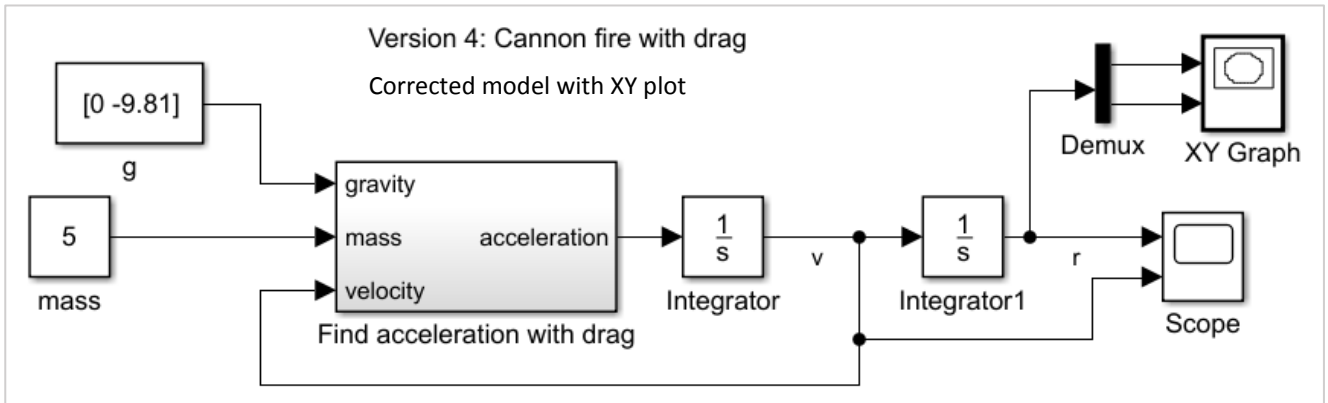 Version 4: Cannon fire with drag
Corrected model with XY plot
[0 -9.81]
g
5
mass
gravity
mass
velocity
acceleration
Find acceleration with drag
1
s
Integrator
v
1
s
Integrator1
r
Demux
XY Graph
Scope